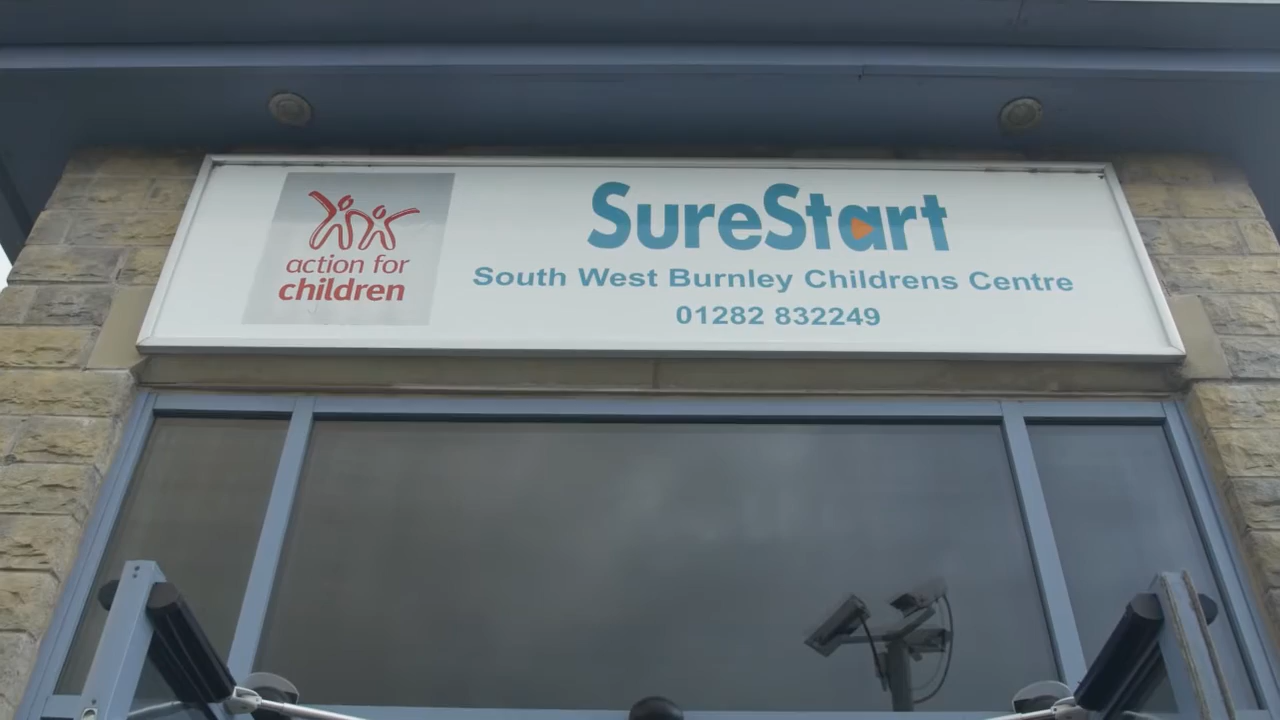 action for
children
SureStart
South West Burnley Childrens Centre
01282 832249